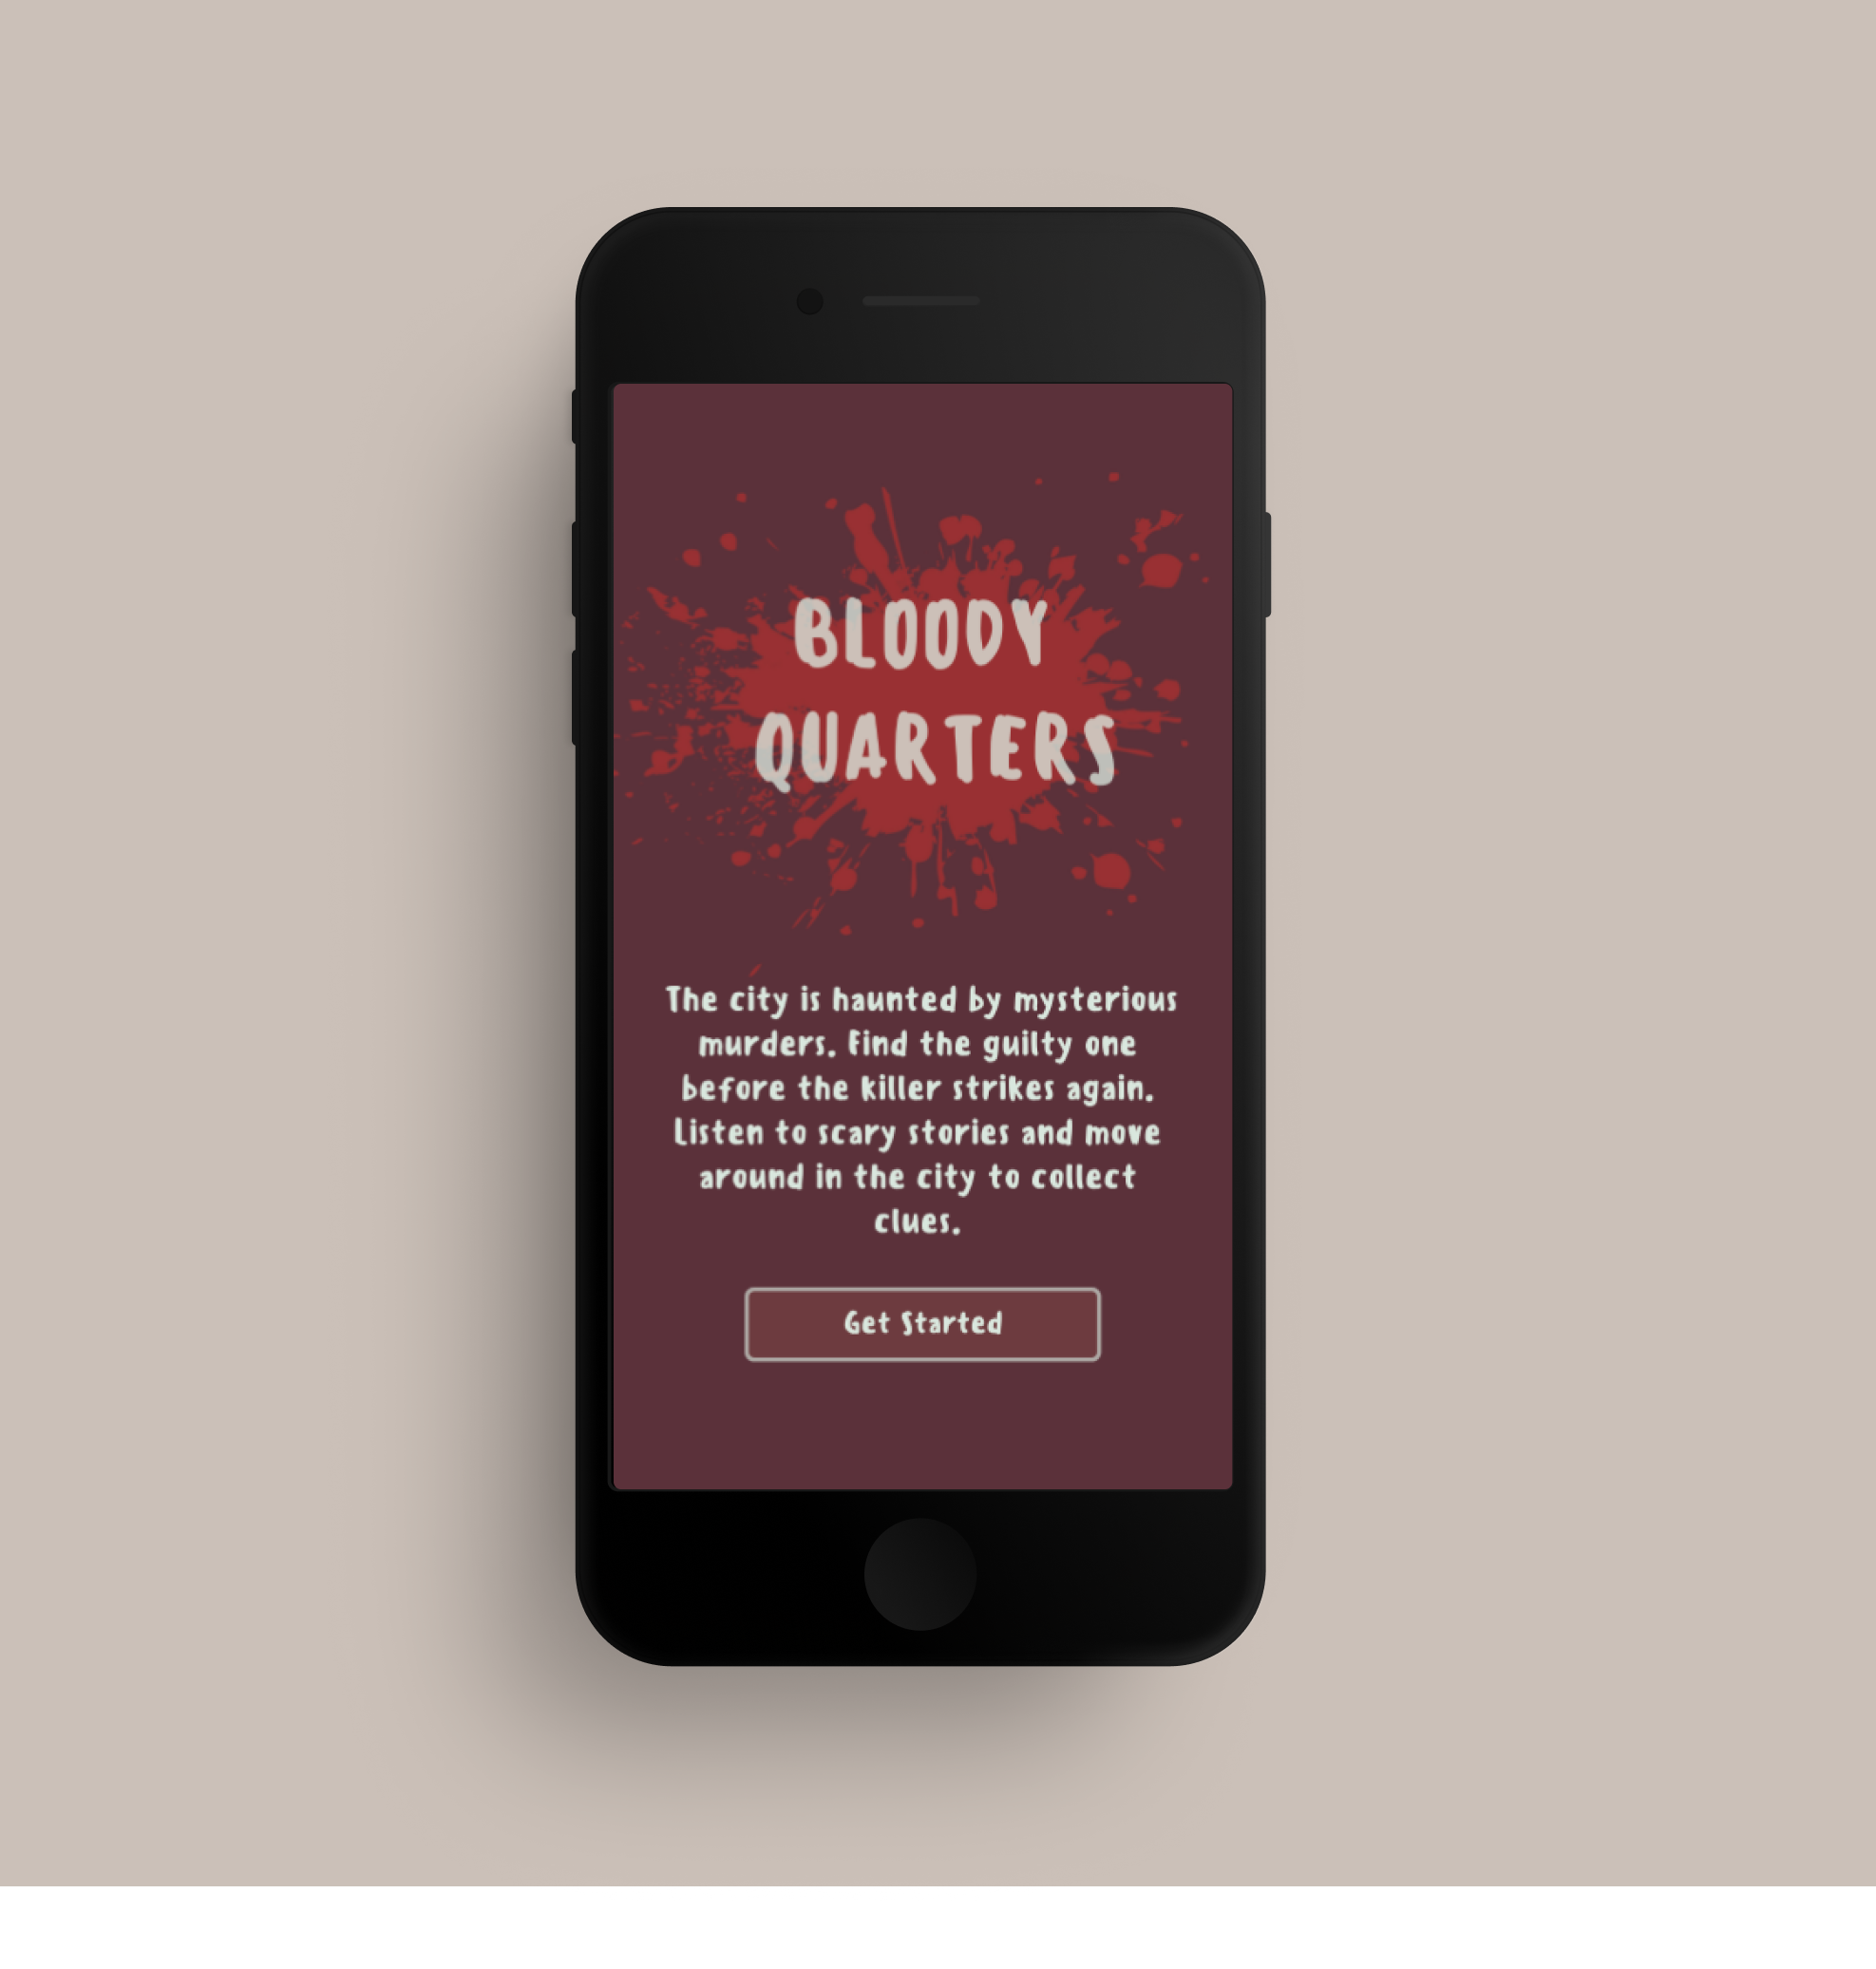 BLOODY
QUARTERS
The city is haunted by mysterious
murders. Find the guilty one
before the killer strikes again.
Listen to scary stories and move
around in the city to collect
clues.
Get Started